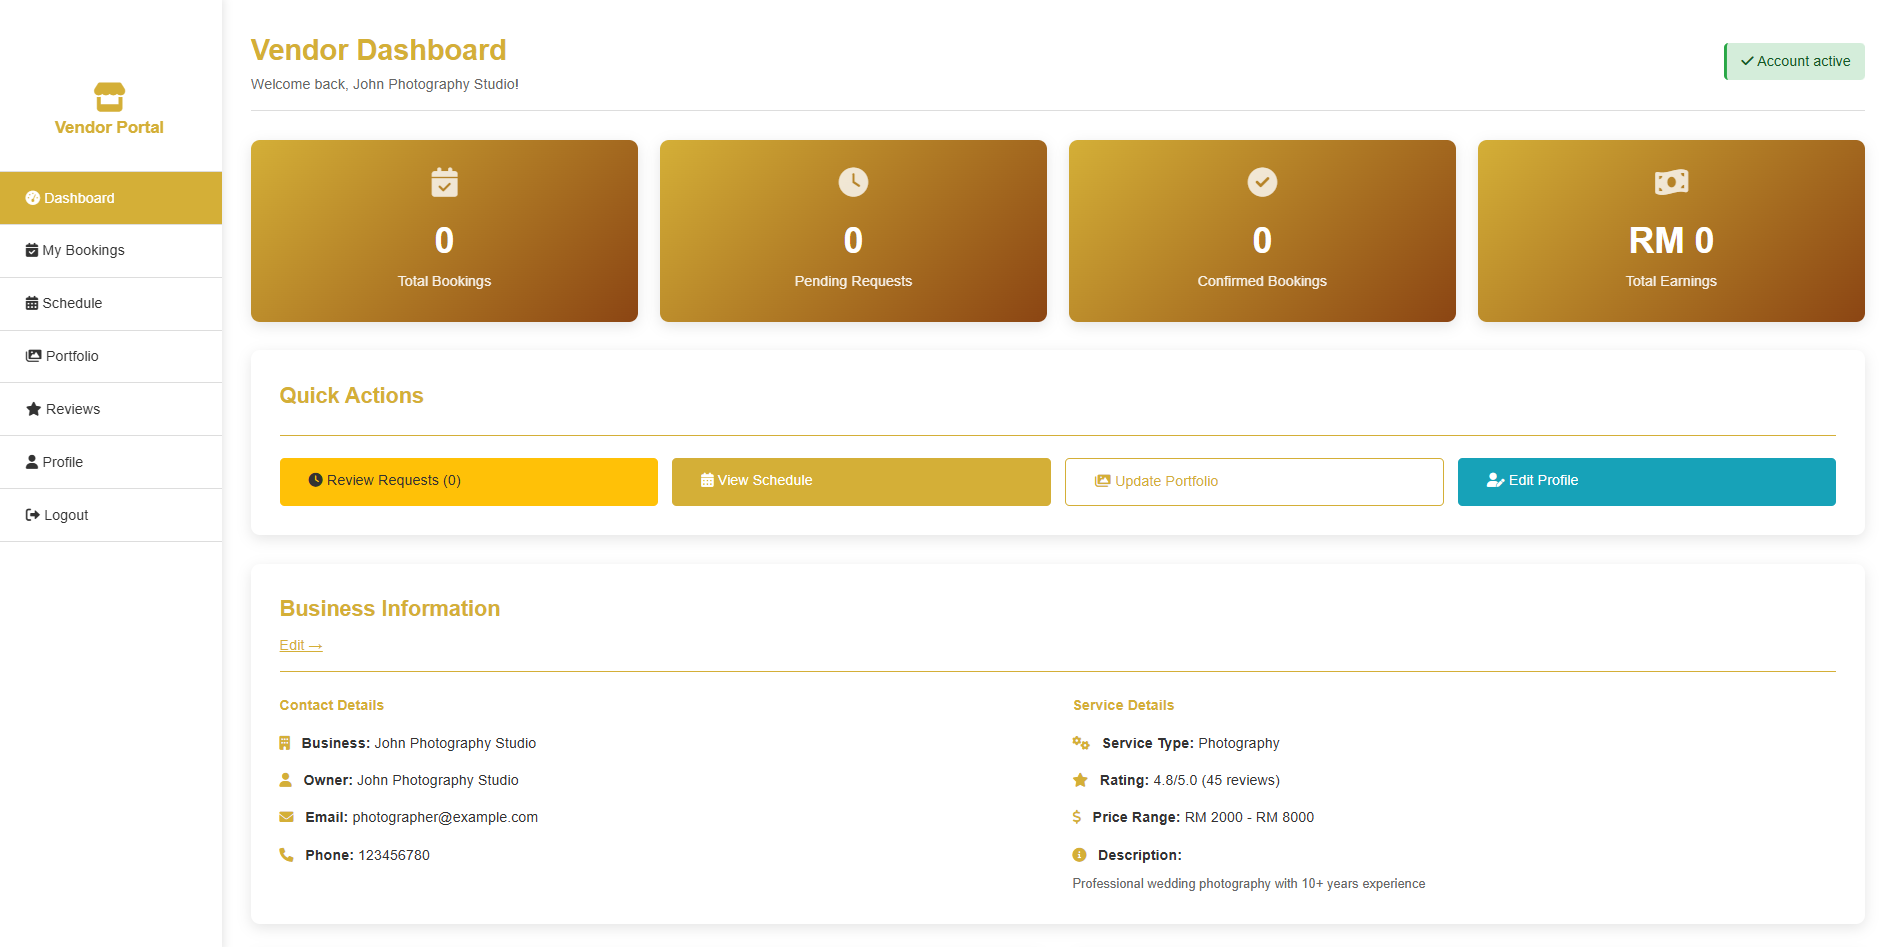 Vendor Portal
Dashboard
My Bookings
Schedule
Portfolio
Reviews
Profile
Logout
Vendor Dashboard
Welcome back, John Photography Studio!
Account active
0
Total Bookings
0
Pending Requests
0
Confirmed Bookings
RM 0
Total Earnings
Quick Actions
Review Requests (0)
View Schedule
Update Portfolio
Edit Profile
Business Information
Edit →
Contact Details
Business: John Photography Studio
Owner: John Photography Studio
Email: photographer@example.com
Phone: 123456780
Service Details
Service Type: Photography
Rating: 4.8/5.0 (45 reviews)
Price Range: RM 2000 - RM 8000
Description:
Professional wedding photography with 10+ years experience